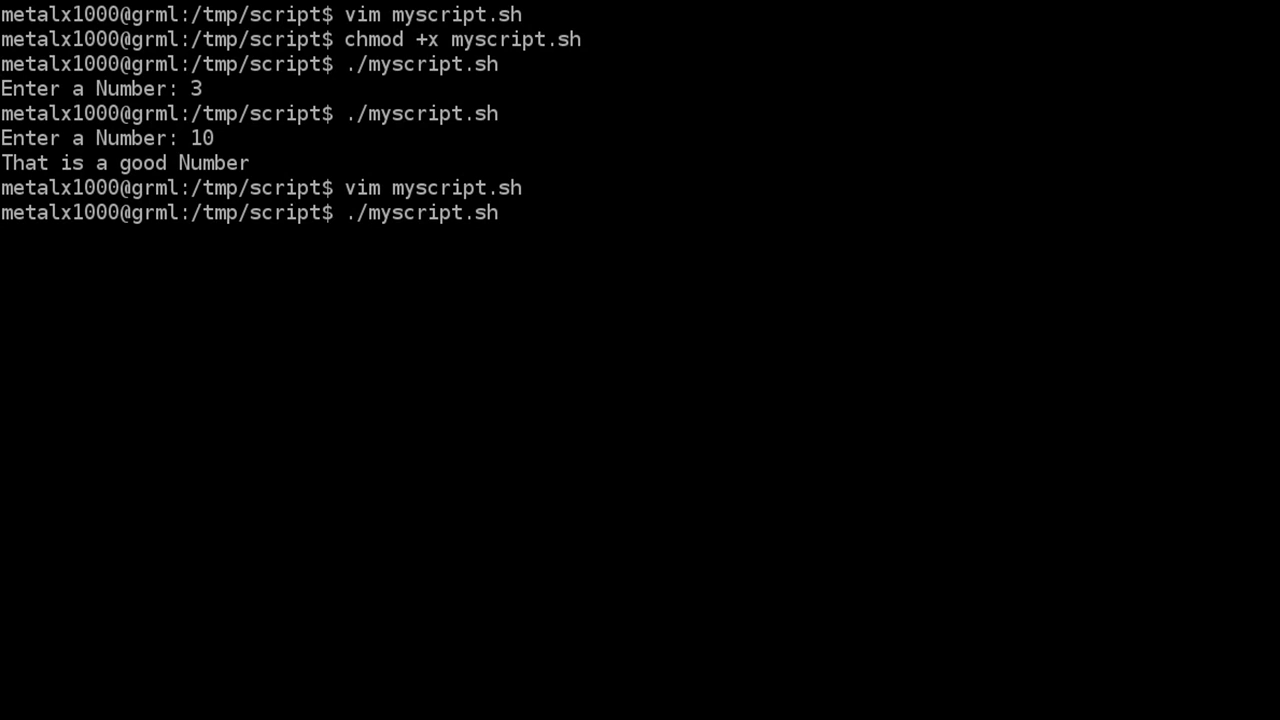 metalx1000@grml:/tmp/script$ vim myscript.sh
metalx1000@grml:/tmp/script$ chmod +x myscript.sh
metalx1000@grml:/tmp/script$ ./myscript.sh
Enter a Number: 3
metalx1000@grml:/tmp/script$ ./myscript.sh
Enter a Number: 10
That is a good Number
metalx1000@grml:/tmp/script$ vim myscript.sh
metalx1000@grml:/tmp/script$ ./myscript.sh